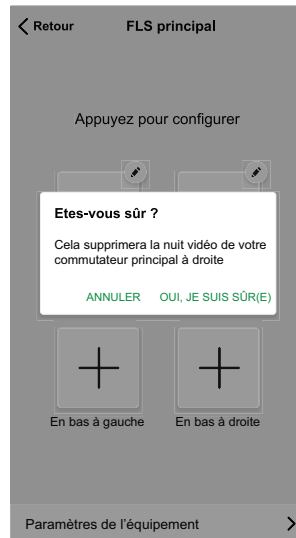 Retour
FLS principal
Appuyez pour configurer
Etes-vous sûr ?
Cela supprimera la nuit vidéo de votre
commutateur principal à droite
ANNULER
OUI, JE SUIS SÛR(E)
En bas à gauche
En bas à droite
Paramètres de l'équipement